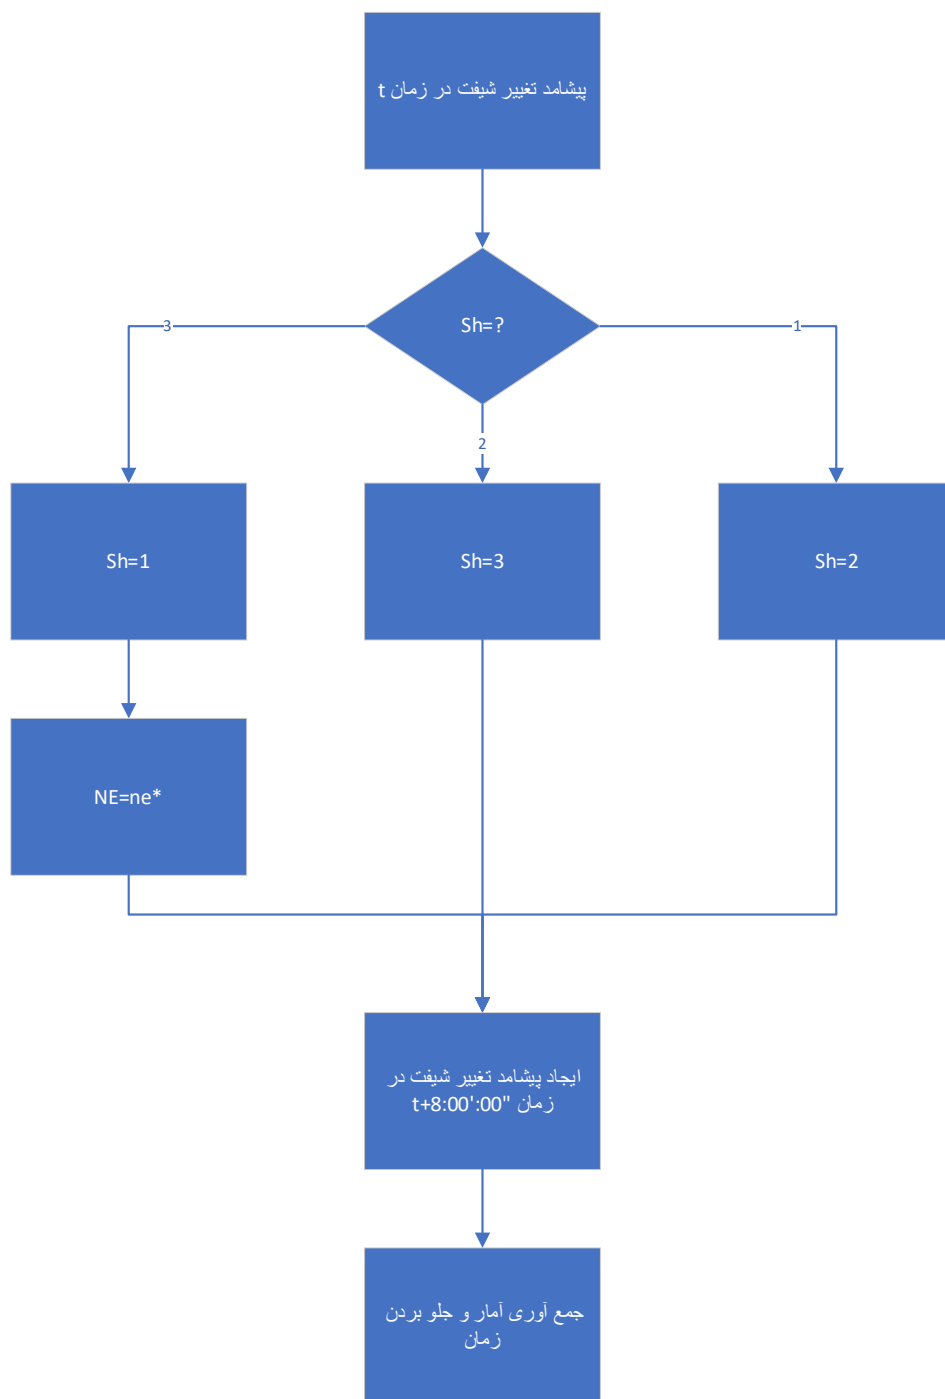 پیشامد تغییر شیفت در زمان t
Sh=?
3
1
2
Sh=1
Sh=3
Sh=2
NE=ne*
ایجاد پیشامد تغییر شیفت در
زمان t+8:00':00"
جمع آوری آمار و جلو بردن
زمان